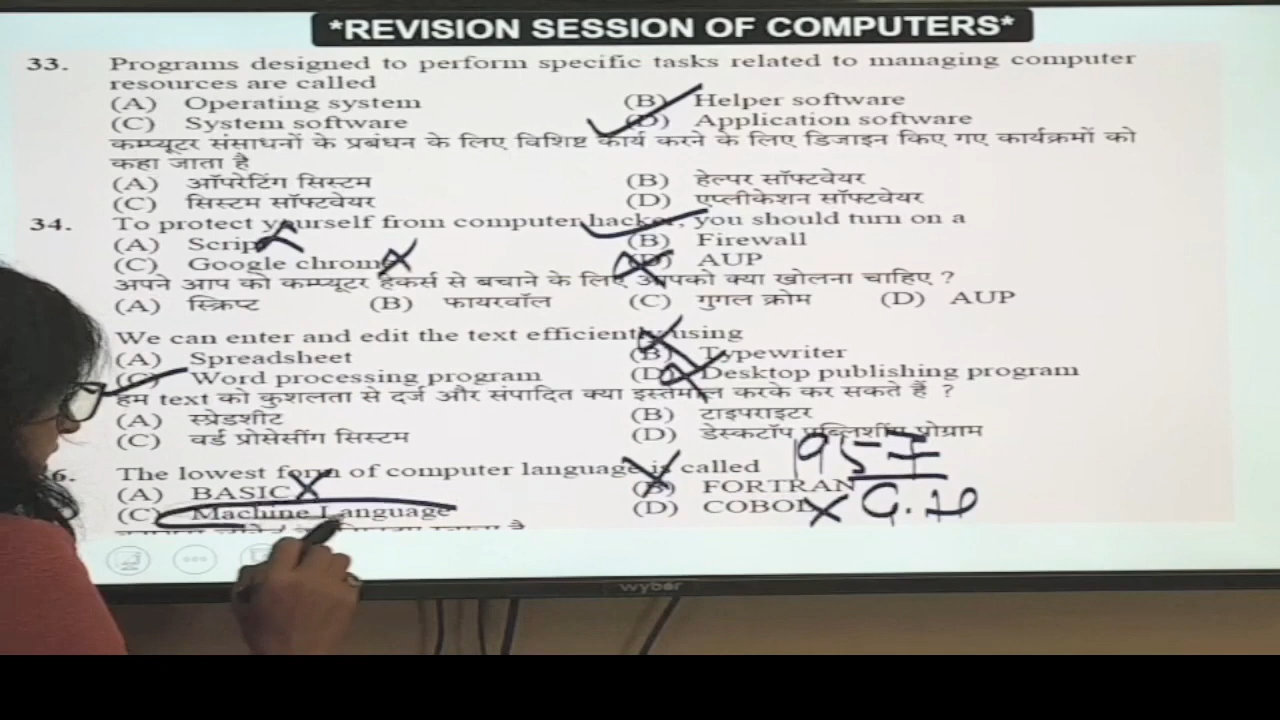 *REVISION SESSION OF COMPUTERS*
33. Programs designed to perform specific tasks related to managing computer
resources are called
(A) Operating system (B) Helper software
(C) System software (D) Application software
कम्प्यूटर संसाधनों के प्रबंधन के लिए विशिष्ट कार्य करने के लिए डिजाइन किए गए कार्यक्रमों को
कहा जाता है
(A) ऑपरेटिंग सिस्टम (B) हेल्पर सॉफ्टवेयर
(C) सिस्टम सॉफ्टवेयर (D) एप्लीकेशन सॉफ्टवेयर
34. To protect yourself from computer hacker, you should turn on a
(A) Script (B) Firewall
(C) Google chrome (D) AUP
अपने आप को कम्प्यूटर हैकर्स से बचाने के लिए आपको क्या खोलना चाहिए ?
(A) स्क्रिप्ट (B) फायरवॉल (C) गुगल क्रोम (D) AUP
We can enter and edit the text efficiently using
(A) Spreadsheet (B) Typewriter
(C) Word processing program (D) Desktop publishing program
हम text को कुशलता से दर्ज और संपादित क्या इस्तेमाल करके कर सकते हैं ?
(A) स्प्रेडशीट (B) टाइपराइटर
(C) वर्ड प्रोसेसींग सिस्टम (D) डेस्कटॉप पब्लिशींग प्रोग्राम
1957
6. The lowest form of computer language is called
(A) BASIC (B) FORTRAN
(C) Machine Language (D) COBOL
wybor